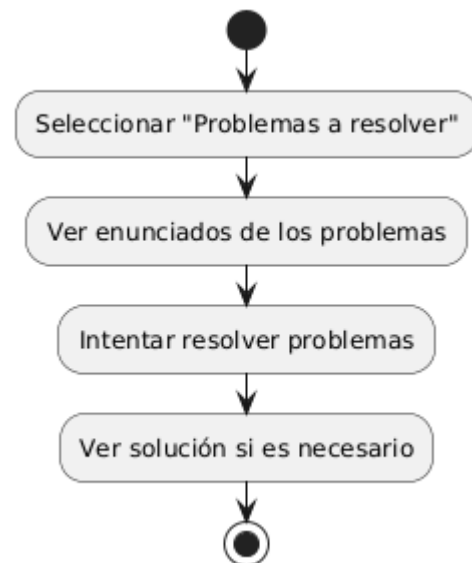 Seleccionar "Problemas a resolver"
Ver enunciados de los problemas
Intentar resolver problemas
Ver solución si es necesario